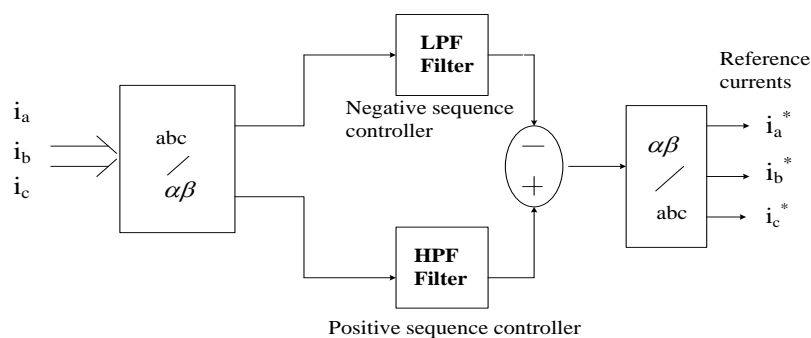 LPF
Filter
Negative sequence
controller
Reference
currents
i_a
i_b
i_c
abc
/
αβ
−
+
αβ
/
abc
i_a*
i_b*
i_c*
HPF
Filter
Positive sequence controller